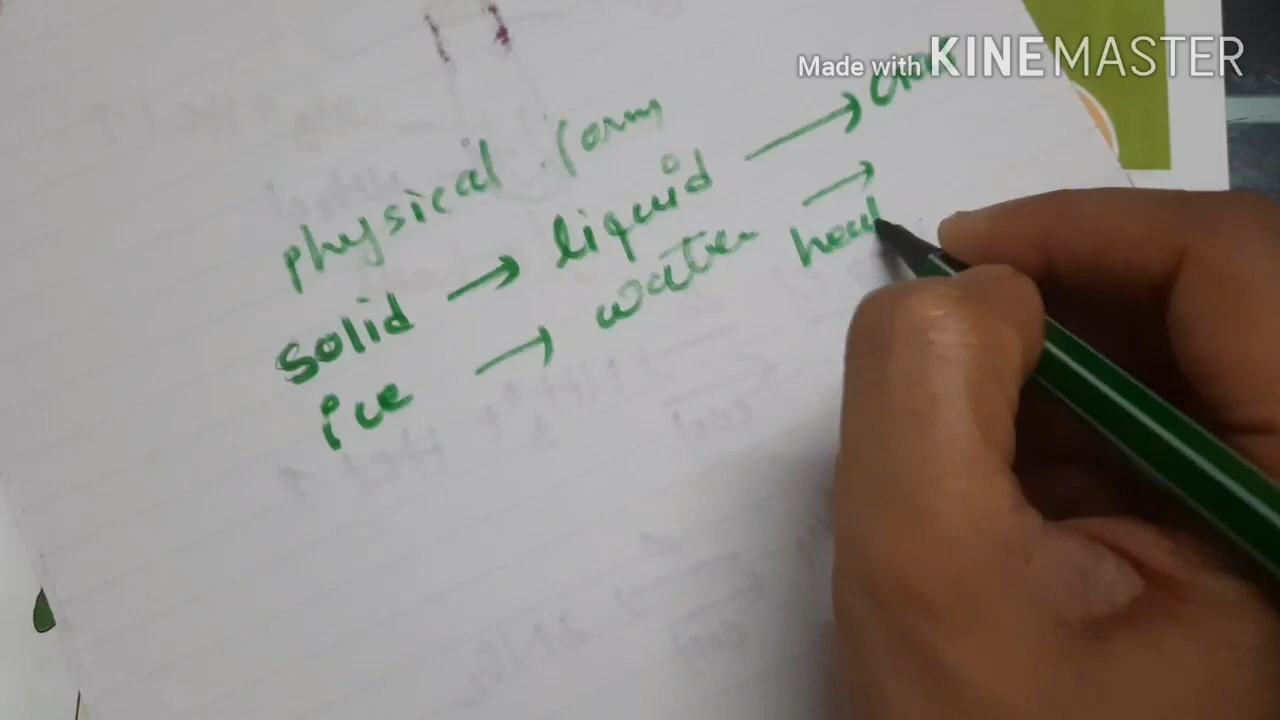 Made with KINEMASTER
physical form
solid → liquid →
ice → water →
heat